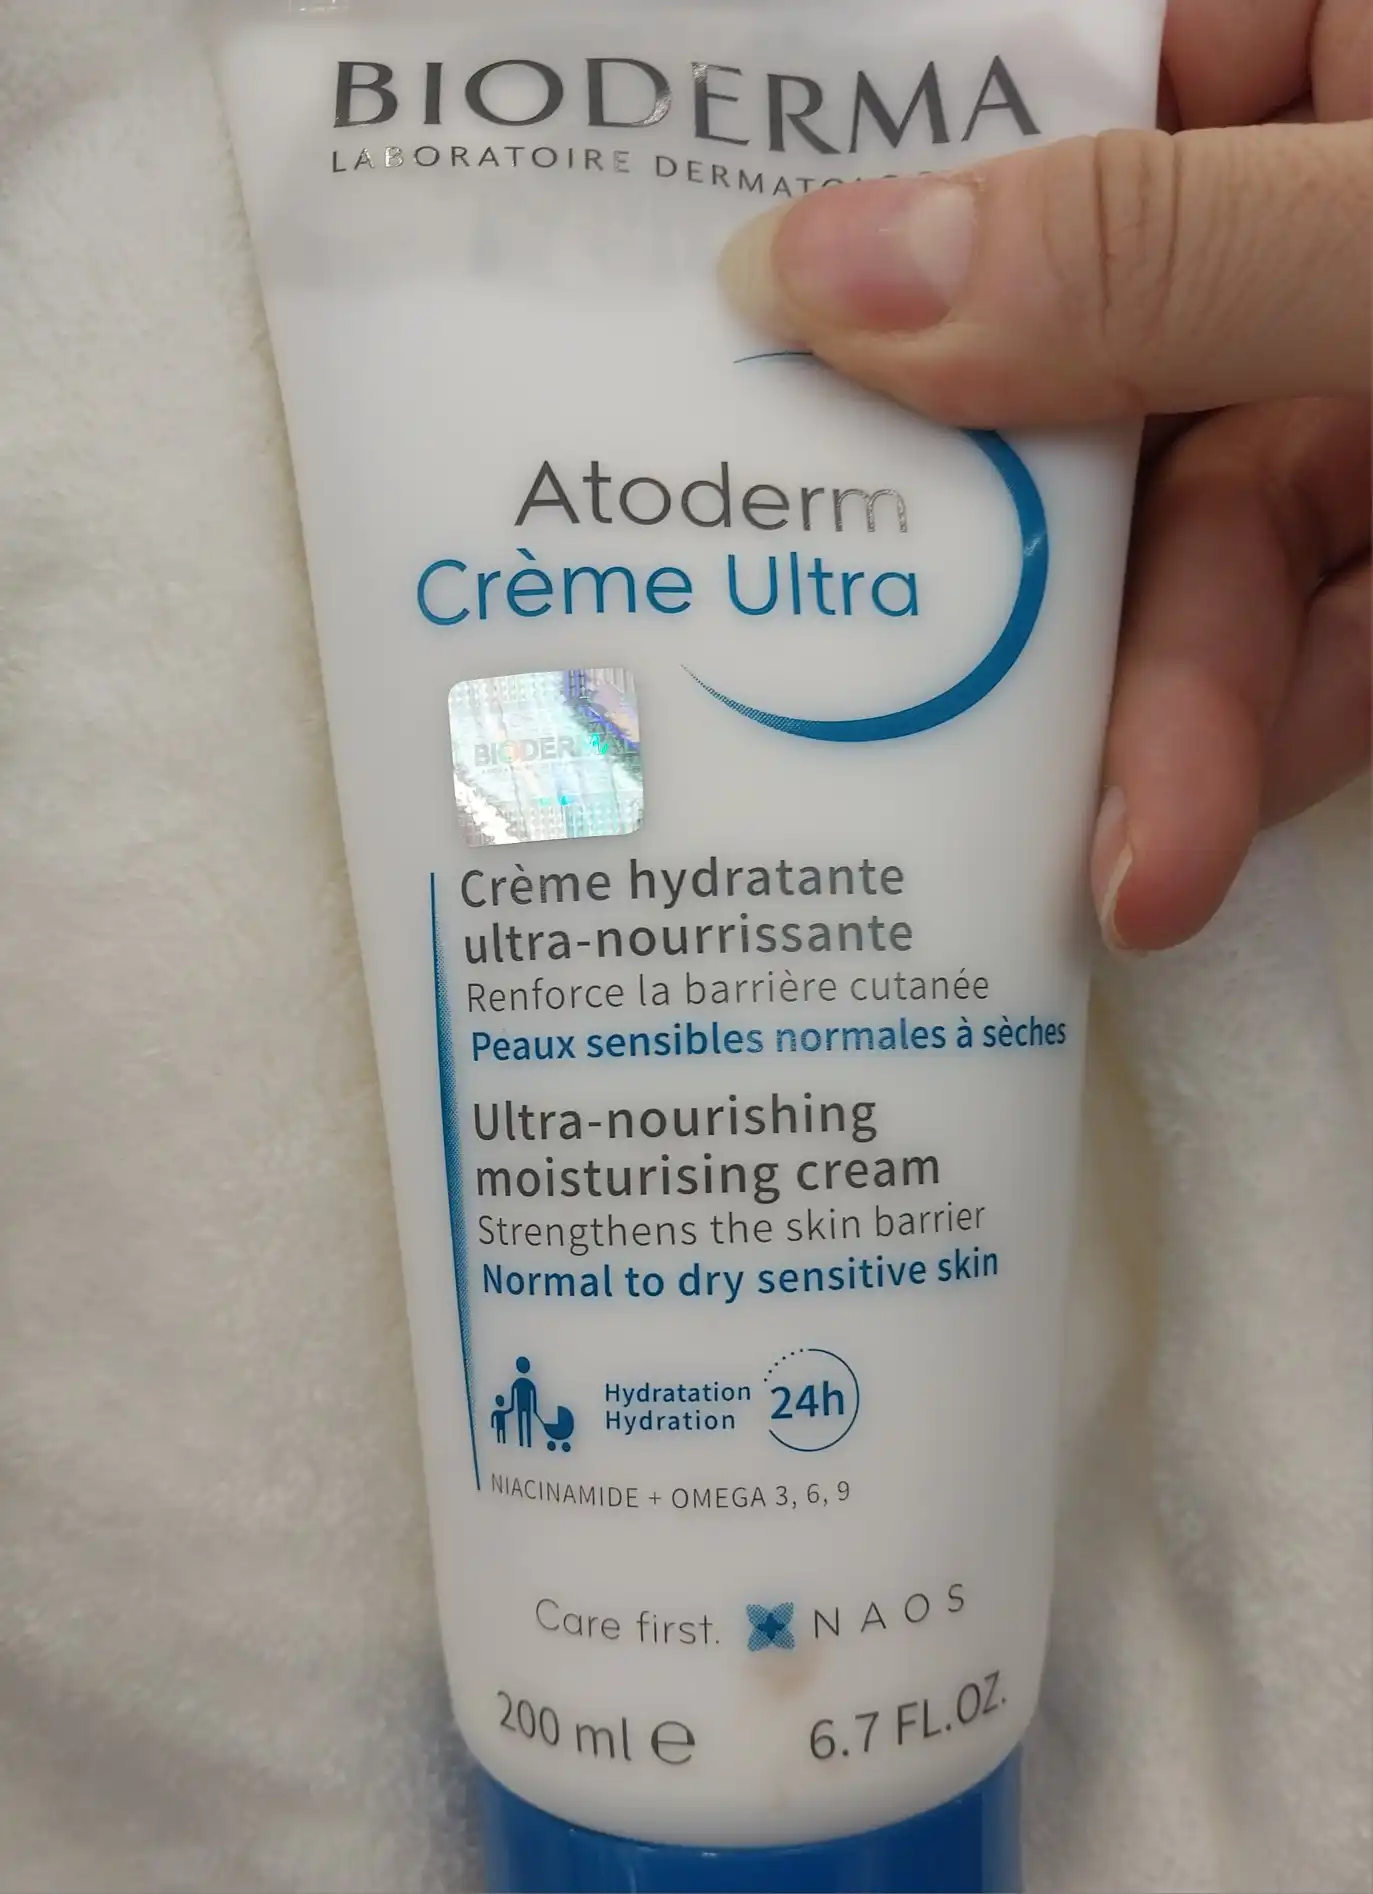 BIODERMA
LABORATOIRE
Atoderm
Crème Ultra
BIODERMA
Crème hydratante
ultra-nourrissante
Renforce la barrière cutanée
Peaux sensibles normales à sèches
Ultra-nourishing
moisturising cream
Strengthens the skin barrier
Normal to dry sensitive skin
Hydratation
Hydration
24h
NIACINAMIDE + OMEGA 3, 6, 9
Care first. NAOS
200 ml e 6.7 FL.OZ.